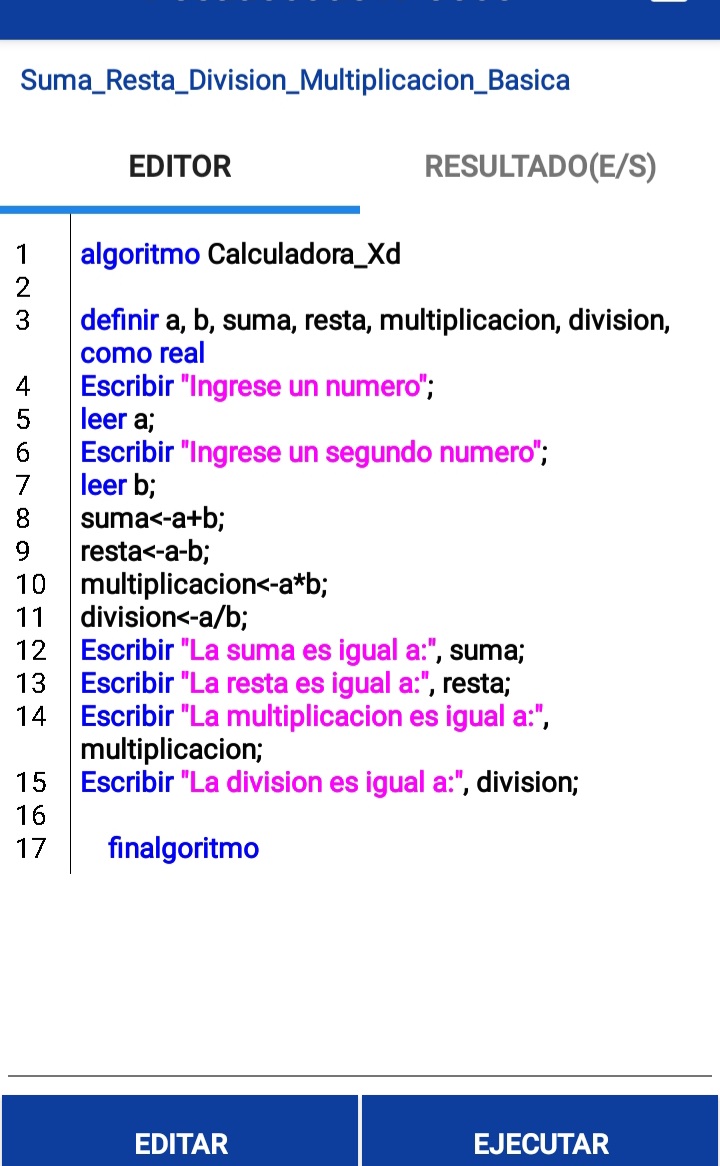 Suma_Resta_Division_Multiplicacion_Basica
EDITOR
RESULTADO(E/S)
1 algoritmo Calculadora_Xd
2
3 definir a, b, suma, resta, multiplicacion, division,
como real
4 Escribir "Ingrese un numero";
5 leer a;
6 Escribir "Ingrese un segundo numero";
7 leer b;
8 suma<-a+b;
9 resta<-a-b;
10 multiplicacion<-a*b;
11 division<-a/b;
12 Escribir "La suma es igual a:", suma;
13 Escribir "La resta es igual a:", resta;
14 Escribir "La multiplicacion es igual a:",
multiplicacion;
15 Escribir "La division es igual a:", division;
16
17 finalgoritmo
EDITAR
EJECUTAR